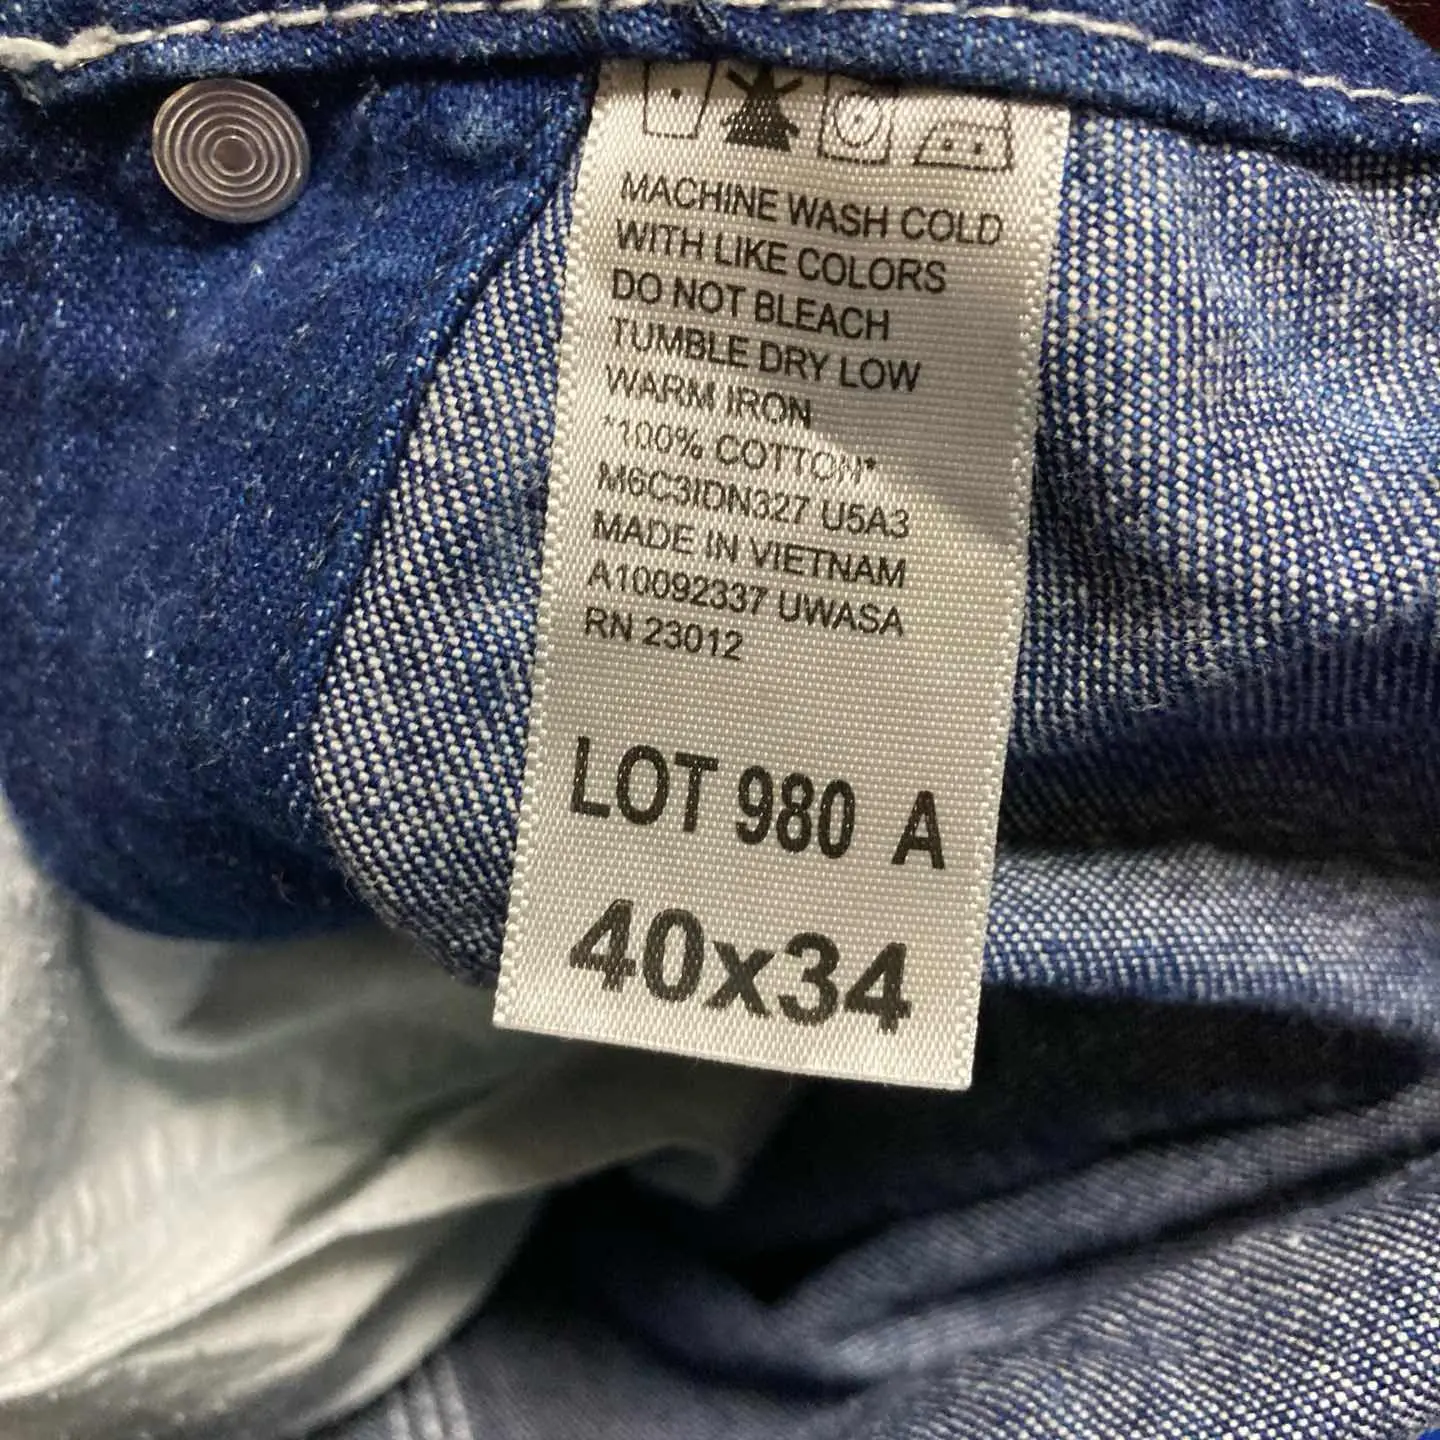 MACHINE WASH COLD
WITH LIKE COLORS
DO NOT BLEACH
TUMBLE DRY LOW
WARM IRON
*100% COTTON*
M6C3IDN327 U5A3
MADE IN VIETNAM
A10092337 UWASA
RN 23012
LOT 980 A
40x34